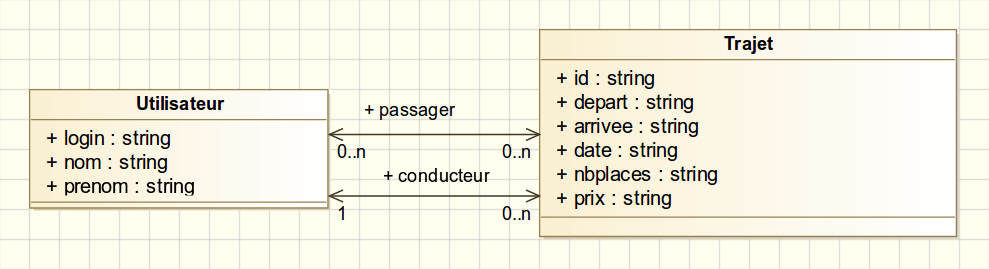 Utilisateur
+ login : string
+ nom : string
+ prenom : string
+ passager
0..n
0..n
+ conducteur
1
0..n
Trajet
+ id : string
+ depart : string
+ arrivee : string
+ date : string
+ nbplaces : string
+ prix : string